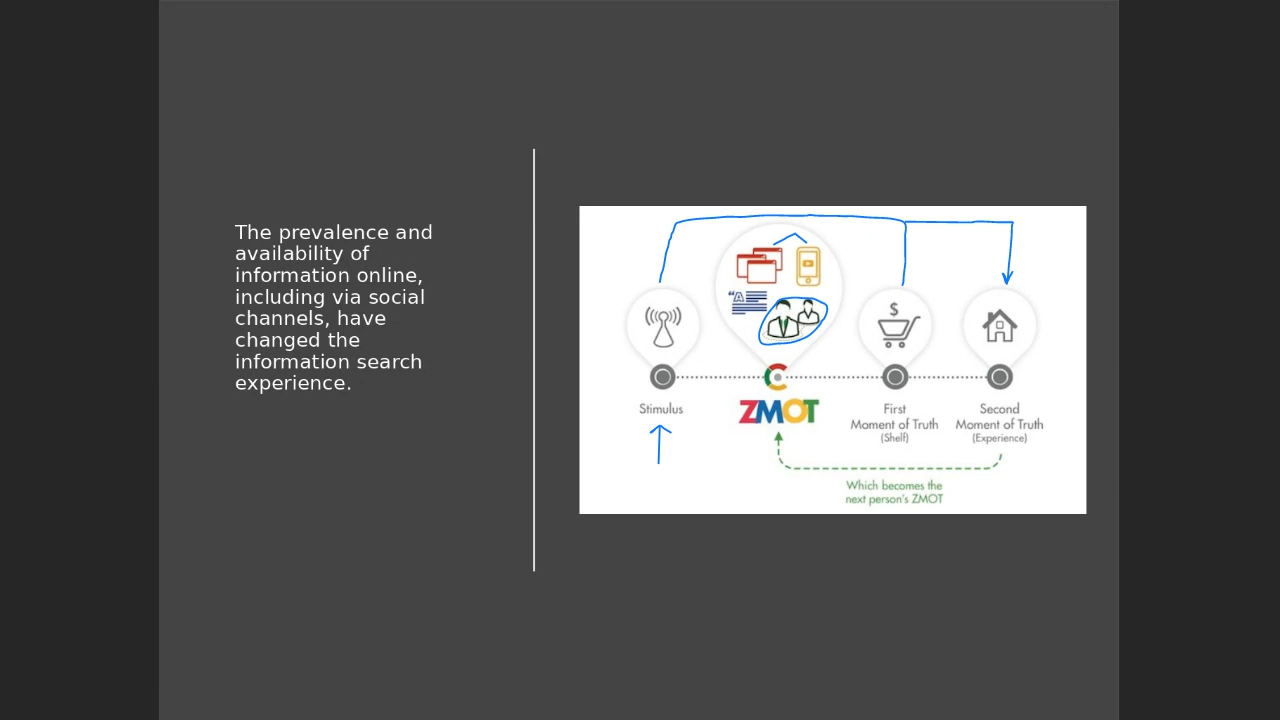 The prevalence and
availability of
information online,
including via social
channels, have
changed the
information search
experience.
$
“A
Stimulus
ZMOT
First
Moment of Truth
(Shelf)
Second
Moment of Truth
(Experience)
Which becomes the
next person's ZMOT